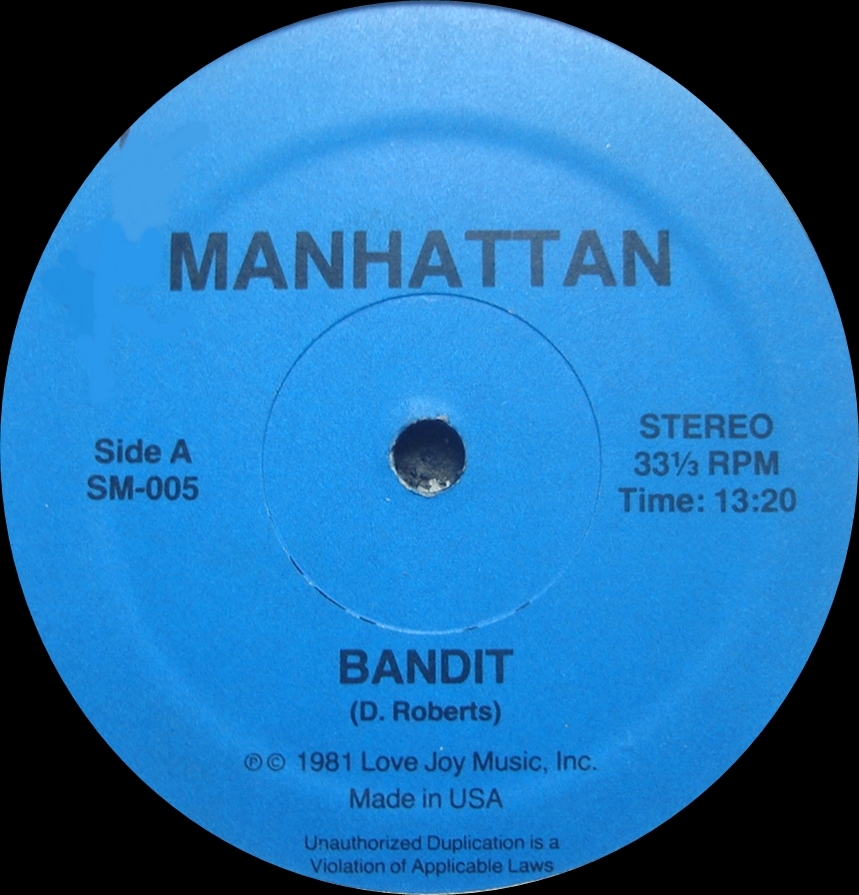 MANHATTAN
Side A
SM-005
STEREO
33⅓ RPM
Time: 13:20
BANDIT
(D. Roberts)
℗© 1981 Love Joy Music, Inc.
Made in USA
Unauthorized Duplication is a
Violation of Applicable Laws